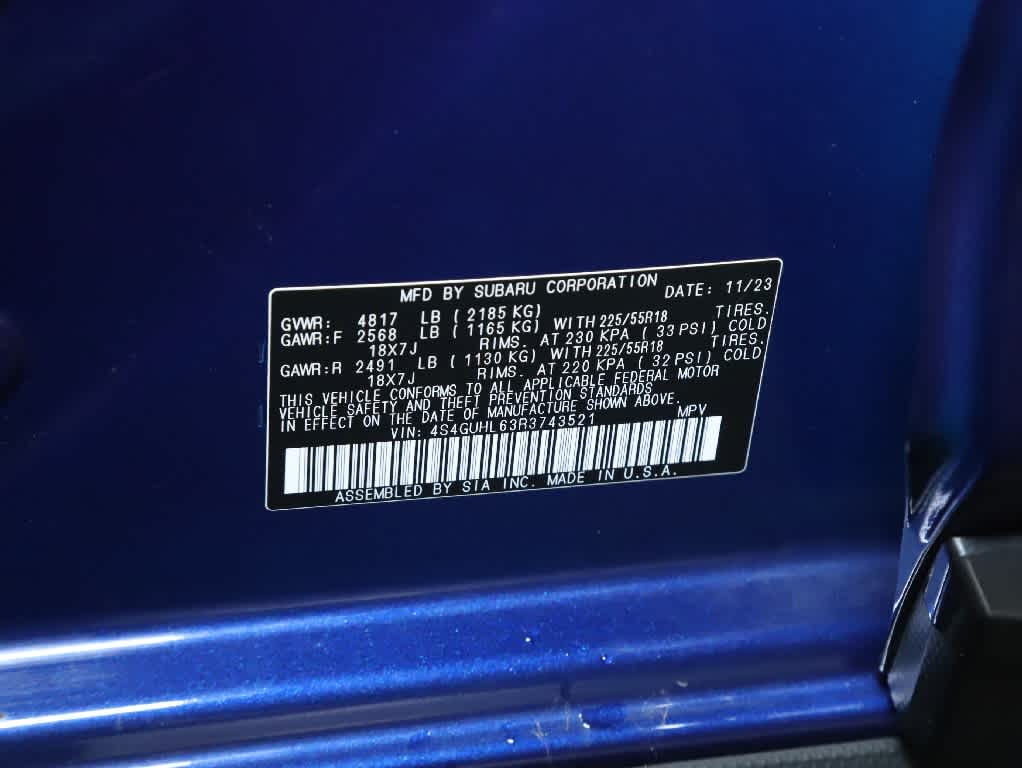 MFD BY SUBARU CORPORATION DATE: 11/23
GVWR: 4817 LB ( 2185 KG)
GAWR:F 2568 LB ( 1165 KG) WITH 225/55R18 TIRES.
18X7J RIMS. AT 230 KPA ( 33 PSI) COLD
GAWR:R 2491 LB ( 1130 KG) WITH 225/55R18 TIRES.
18X7J RIMS. AT 220 KPA ( 32 PSI) COLD
THIS VEHICLE CONFORMS TO ALL APPLICABLE FEDERAL MOTOR
VEHICLE SAFETY AND THEFT PREVENTION STANDARDS
IN EFFECT ON THE DATE OF MANUFACTURE SHOWN ABOVE.
VIN: 4S4GUHL63R3743521 MPV
ASSEMBLED BY SIA INC. MADE IN U.S.A.